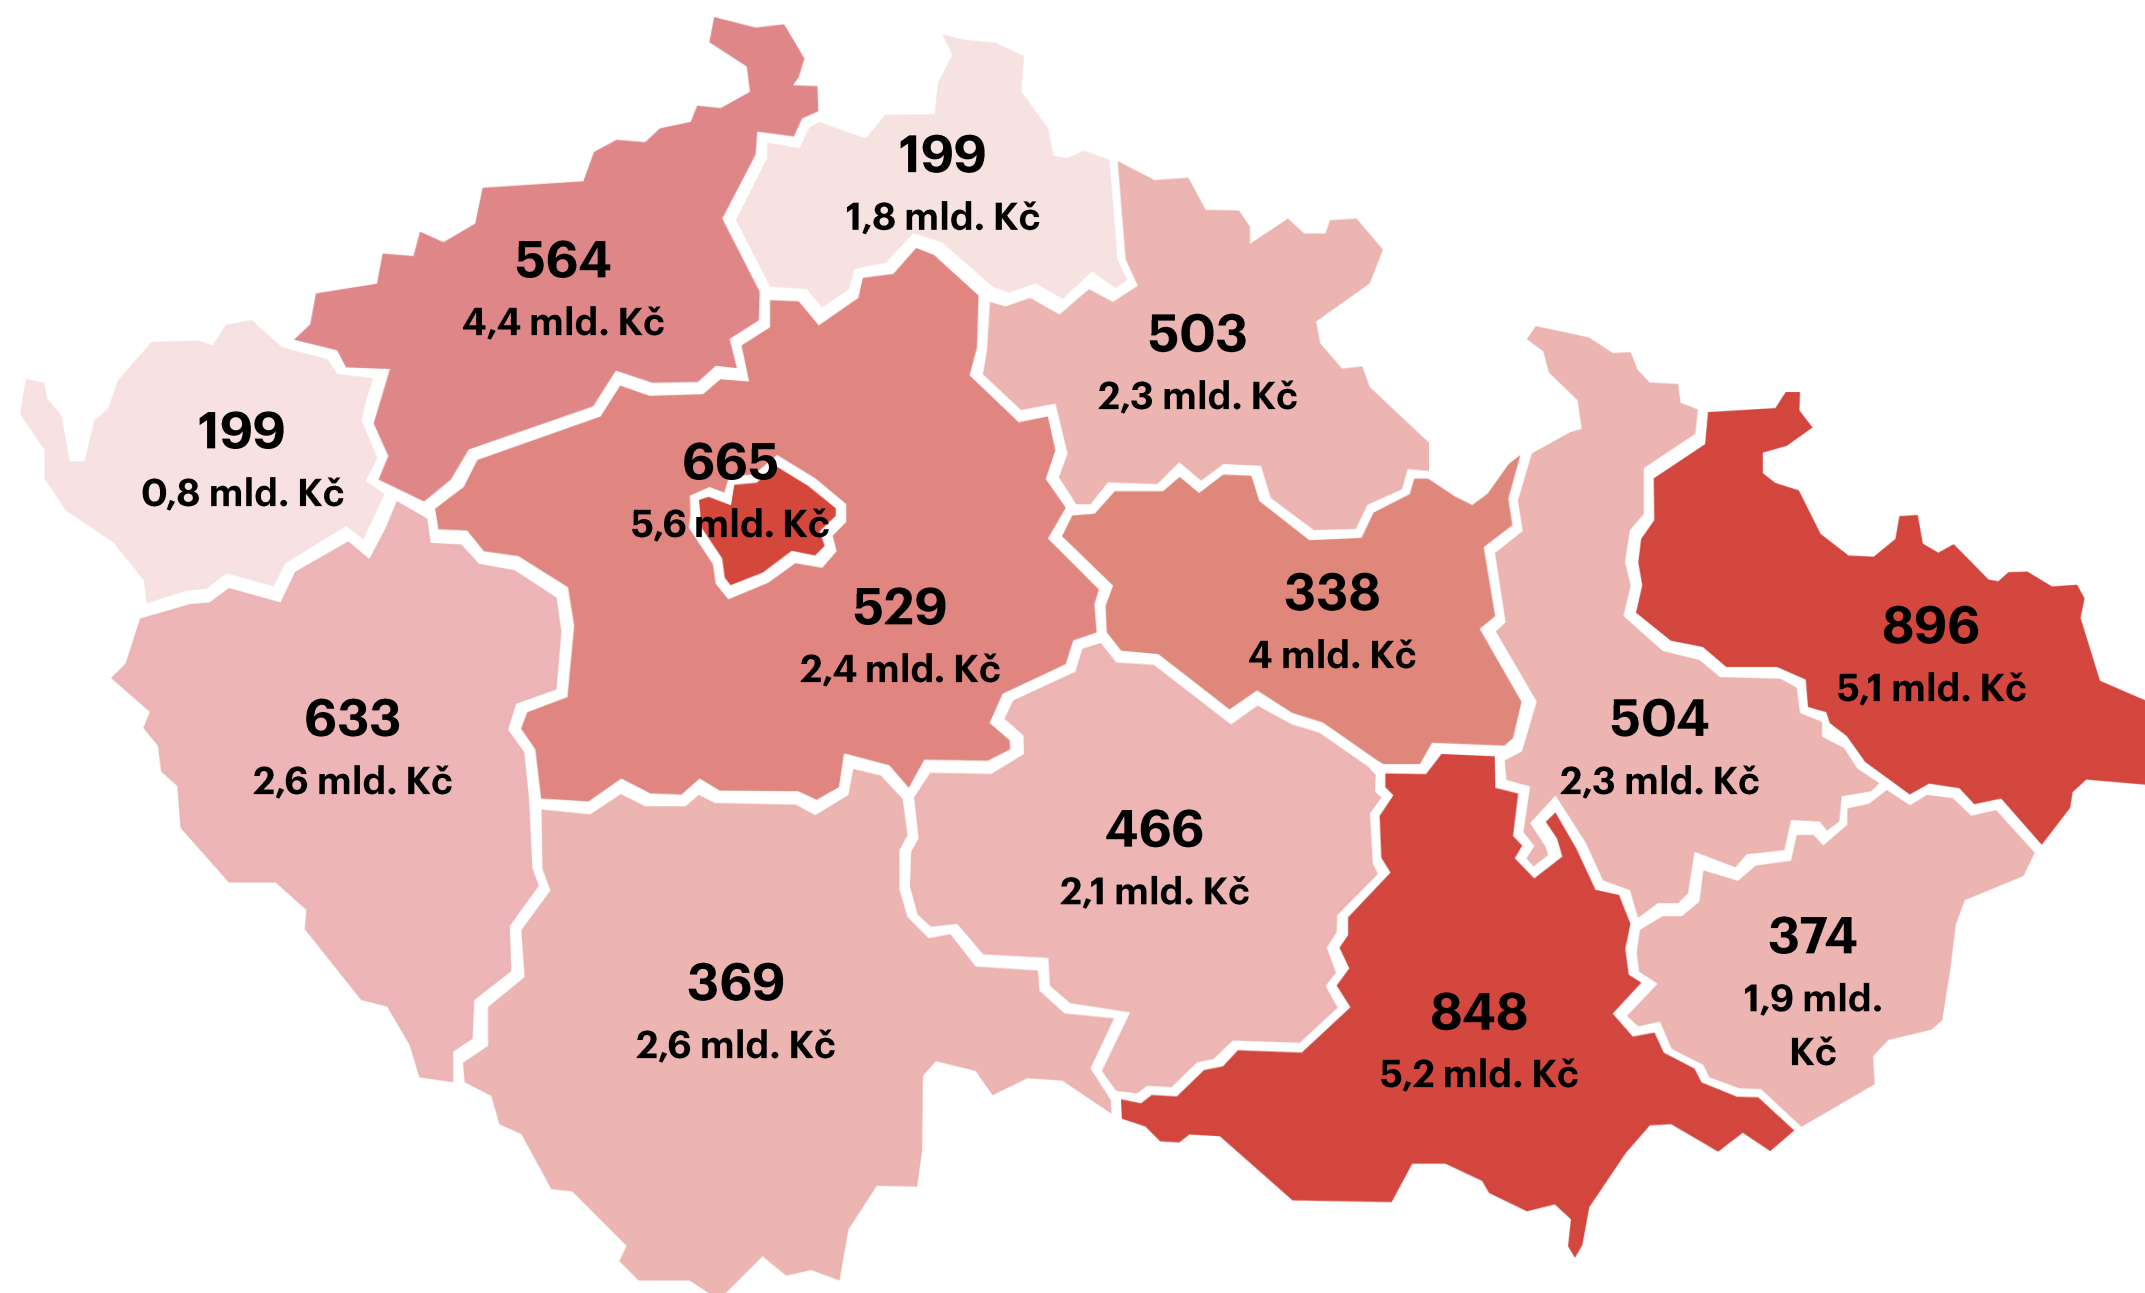 199
1,8 mld. Kč
564
4,4 mld. Kč
503
2,3 mld. Kč
199
0,8 mld. Kč
665
5,6 mld. Kč
529
2,4 mld. Kč
338
4 mld. Kč
896
5,1 mld. Kč
633
2,6 mld. Kč
504
2,3 mld. Kč
466
2,1 mld. Kč
374
1,9 mld.
Kč
369
2,6 mld. Kč
848
5,2 mld. Kč